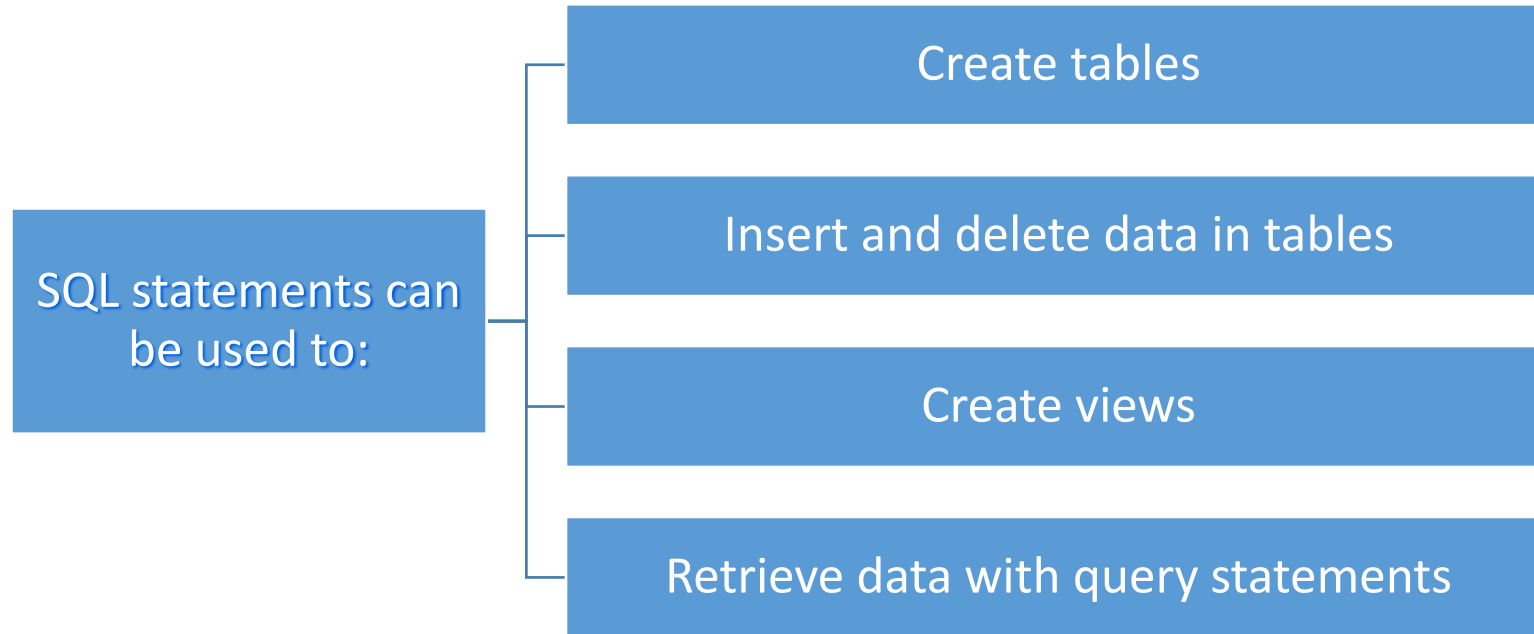 SQL statements can
be used to:
Create tables
Insert and delete data in tables
Create views
Retrieve data with query statements